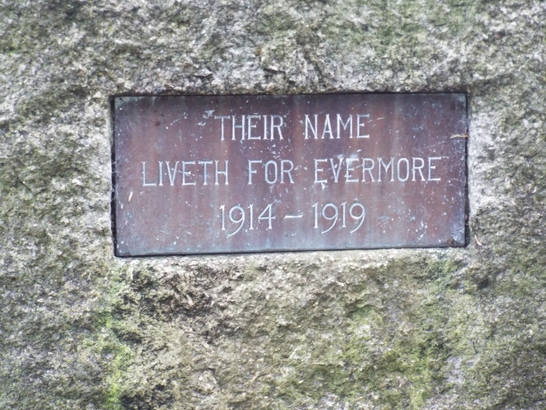 THEIR NAME
LIVETH FOR EVERMORE
1914 – 1919